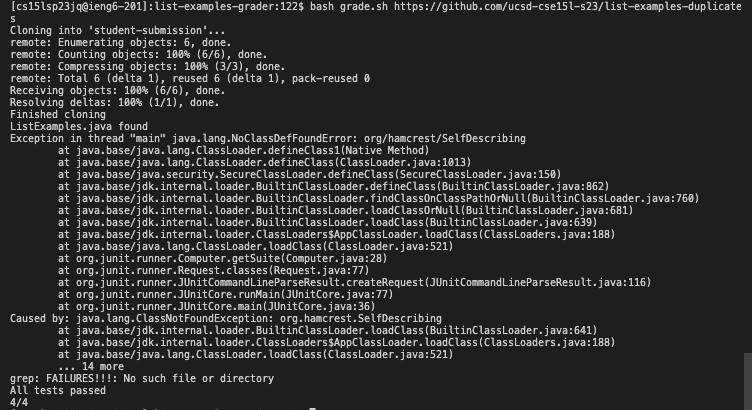 [cs15lsp23jq@ieng6-201]:list-examples-grader:122$ bash grade.sh https://github.com/ucsd-cse15l-s23/list-examples-duplicate
s
Cloning into 'student-submission'...
remote: Enumerating objects: 6, done.
remote: Counting objects: 100% (6/6), done.
remote: Compressing objects: 100% (3/3), done.
remote: Total 6 (delta 1), reused 6 (delta 1), pack-reused 0
Receiving objects: 100% (6/6), done.
Resolving deltas: 100% (1/1), done.
Finished cloning
ListExamples.java found
Exception in thread "main" java.lang.NoClassDefFoundError: org/hamcrest/SelfDescribing
at java.base/java.lang.ClassLoader.defineClass1(Native Method)
at java.base/java.lang.ClassLoader.defineClass(ClassLoader.java:1013)
at java.base/java.security.SecureClassLoader.defineClass(SecureClassLoader.java:150)
at java.base/jdk.internal.loader.BuiltinClassLoader.defineClass(BuiltinClassLoader.java:862)
at java.base/jdk.internal.loader.BuiltinClassLoader.findClassOnClassPathOrNull(BuiltinClassLoader.java:760)
at java.base/jdk.internal.loader.BuiltinClassLoader.loadClassOrNull(BuiltinClassLoader.java:681)
at java.base/jdk.internal.loader.BuiltinClassLoader.loadClass(BuiltinClassLoader.java:639)
at java.base/jdk.internal.loader.ClassLoaders$AppClassLoader.loadClass(ClassLoaders.java:188)
at java.base/java.lang.ClassLoader.loadClass(ClassLoader.java:521)
at org.junit.runner.Computer.getSuite(Computer.java:28)
at org.junit.runner.Request.classes(Request.java:77)
at org.junit.runner.JUnitCommandLineParseResult.createRequest(JUnitCommandLineParseResult.java:116)
at org.junit.runner.JUnitCore.runMain(JUnitCore.java:77)
at org.junit.runner.JUnitCore.main(JUnitCore.java:36)
Caused by: java.lang.ClassNotFoundException: org.hamcrest.SelfDescribing
at java.base/jdk.internal.loader.BuiltinClassLoader.loadClass(BuiltinClassLoader.java:641)
at java.base/jdk.internal.loader.ClassLoaders$AppClassLoader.loadClass(ClassLoaders.java:188)
at java.base/java.lang.ClassLoader.loadClass(ClassLoader.java:521)
... 14 more
grep: FAILURES!!!: No such file or directory
All tests passed
4/4